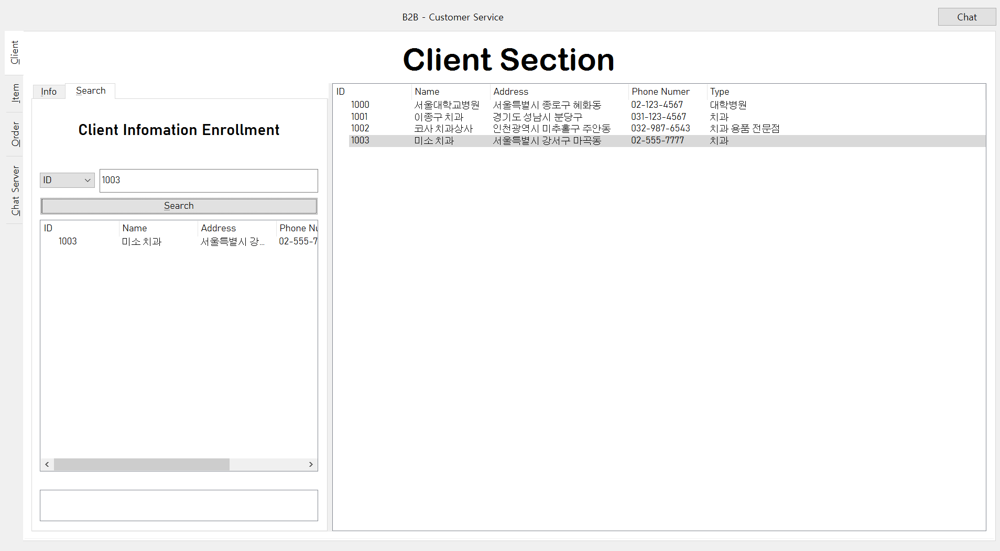 B2B - Customer Service
Chat
Client
Item
Order
Chat Server
Client Section
Info
Search
Client Infomation Enrollment
ID
1003
Search
ID Name Address Phone Nu
1003 미소 치과 서울특별시 강... 02-555-7
ID Name Address Phone Numer Type
1000 서울대학교병원 서울특별시 종로구 혜화동 02-123-4567 대학병원
1001 이종구 치과 경기도 성남시 분당구 031-123-4567 치과
1002 코사 치과상사 인천광역시 미추홀구 주안동 032-987-6543 치과 용품 전문점
1003 미소 치과 서울특별시 강서구 마곡동 02-555-7777 치과